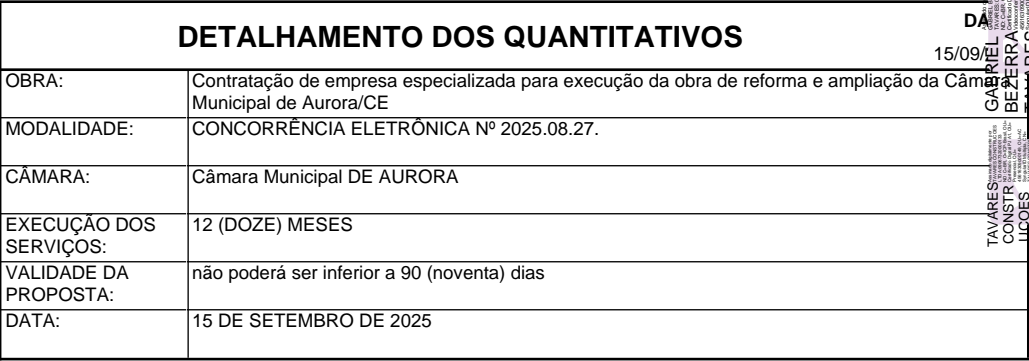 DETALHAMENTO DOS QUANTITATIVOS
DA
15/09/
OBRA:
Contratação de empresa especializada para execução da obra de reforma e ampliação da Câmara
Municipal de Aurora/CE
MODALIDADE:
CONCORRÊNCIA ELETRÔNICA Nº 2025.08.27.
CÂMARA:
Câmara Municipal DE AURORA
EXECUÇÃO DOS
SERVIÇOS:
12 (DOZE) MESES
VALIDADE DA
PROPOSTA:
não poderá ser inferior a 90 (noventa) dias
DATA:
15 DE SETEMBRO DE 2025
GABRIEL
BEZERRA
TAVARES
TAVARES
CONSTR
UCOES